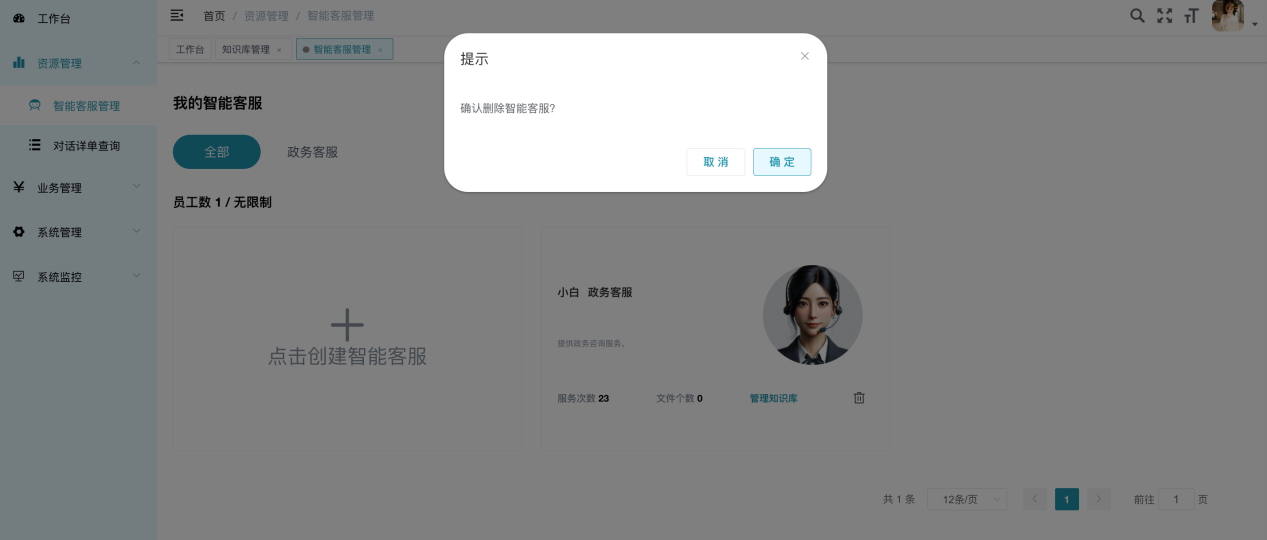 工作台
资源管理
智能客服管理
对话详单查询
业务管理
系统管理
系统监控
首页 / 资源管理 / 智能客服管理
工作台 知识库管理 × 智能客服管理 ×
提示
确认删除智能客服?
取 消 确 定
我的智能客服
全部 政务客服
员工数 1 / 无限制
点击创建智能客服
小白 政务客服
提供政务咨询服务。
服务次数 23 文件个数 0 管理知识库
共 1 条 12条/页 1 前往 1 页